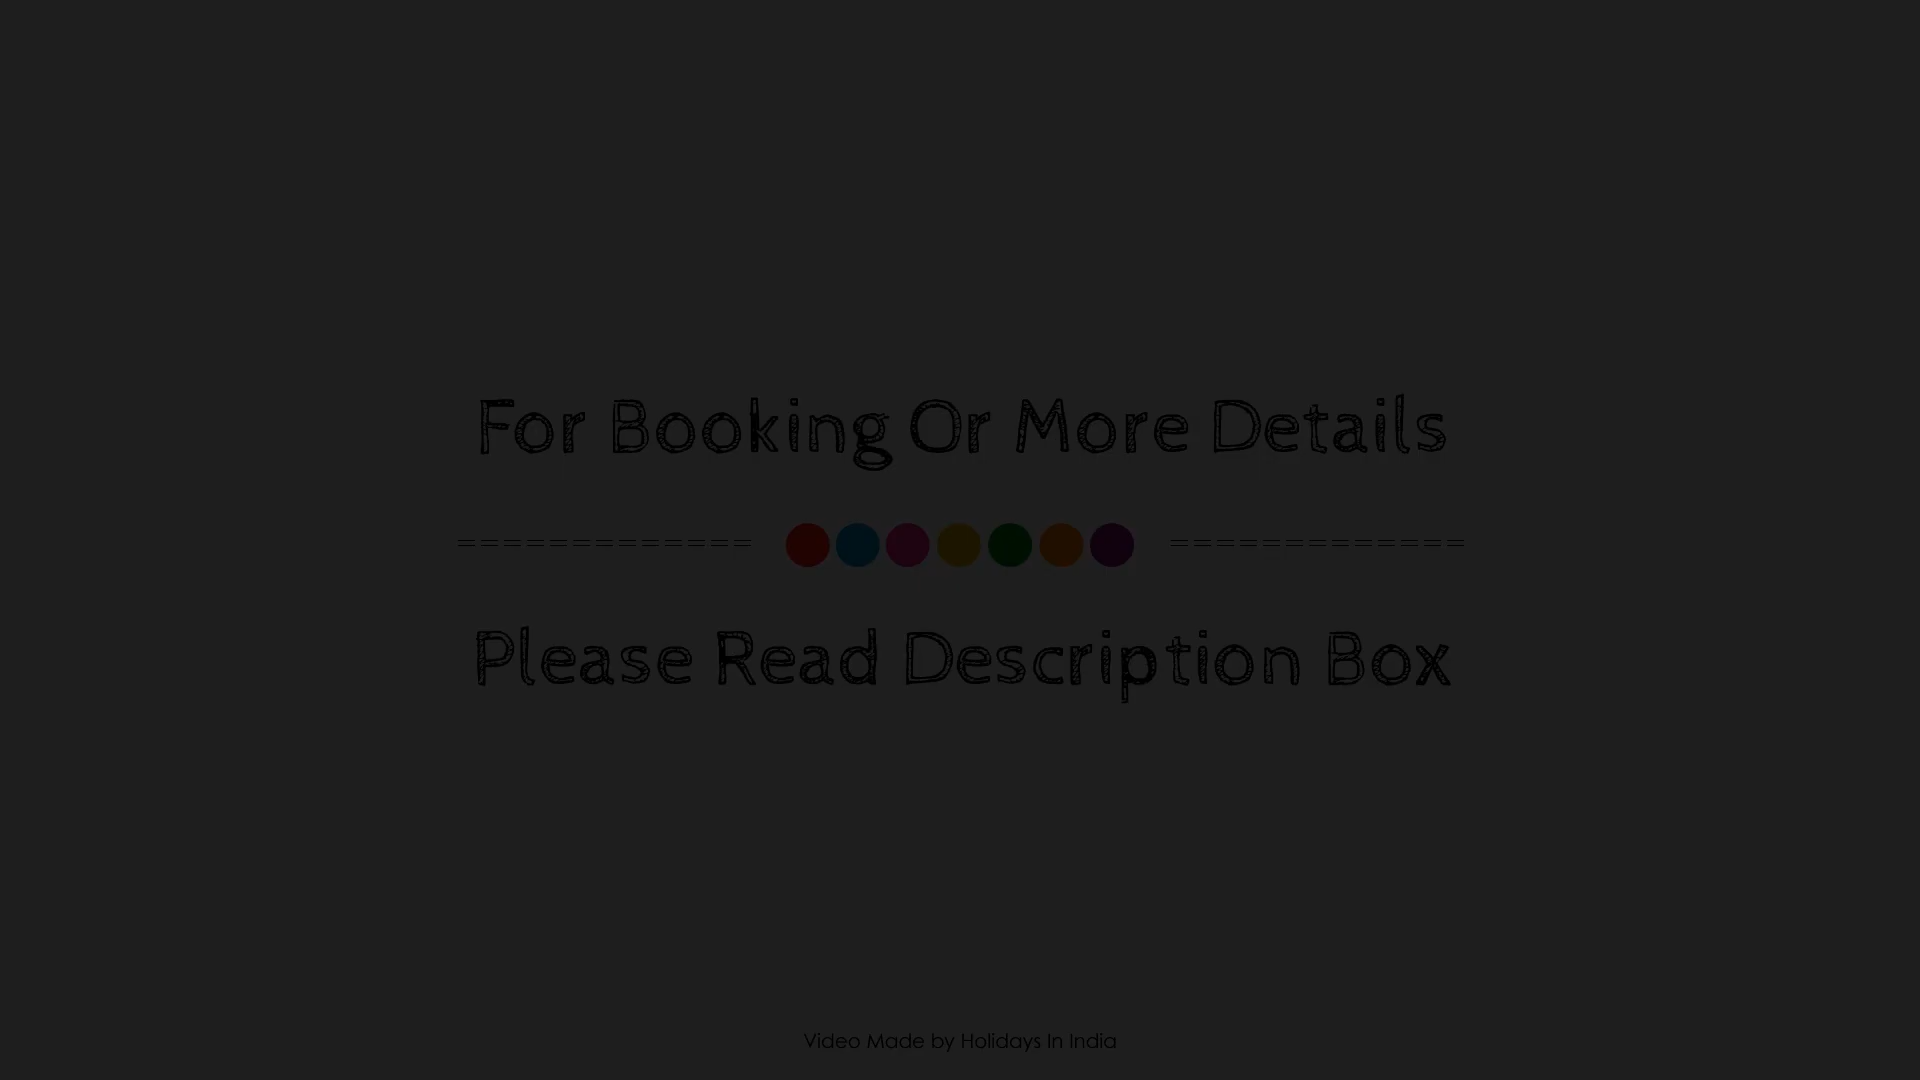 For Booking Or More Details
============= =============
Please Read Description Box
Video Made by Holidays In India